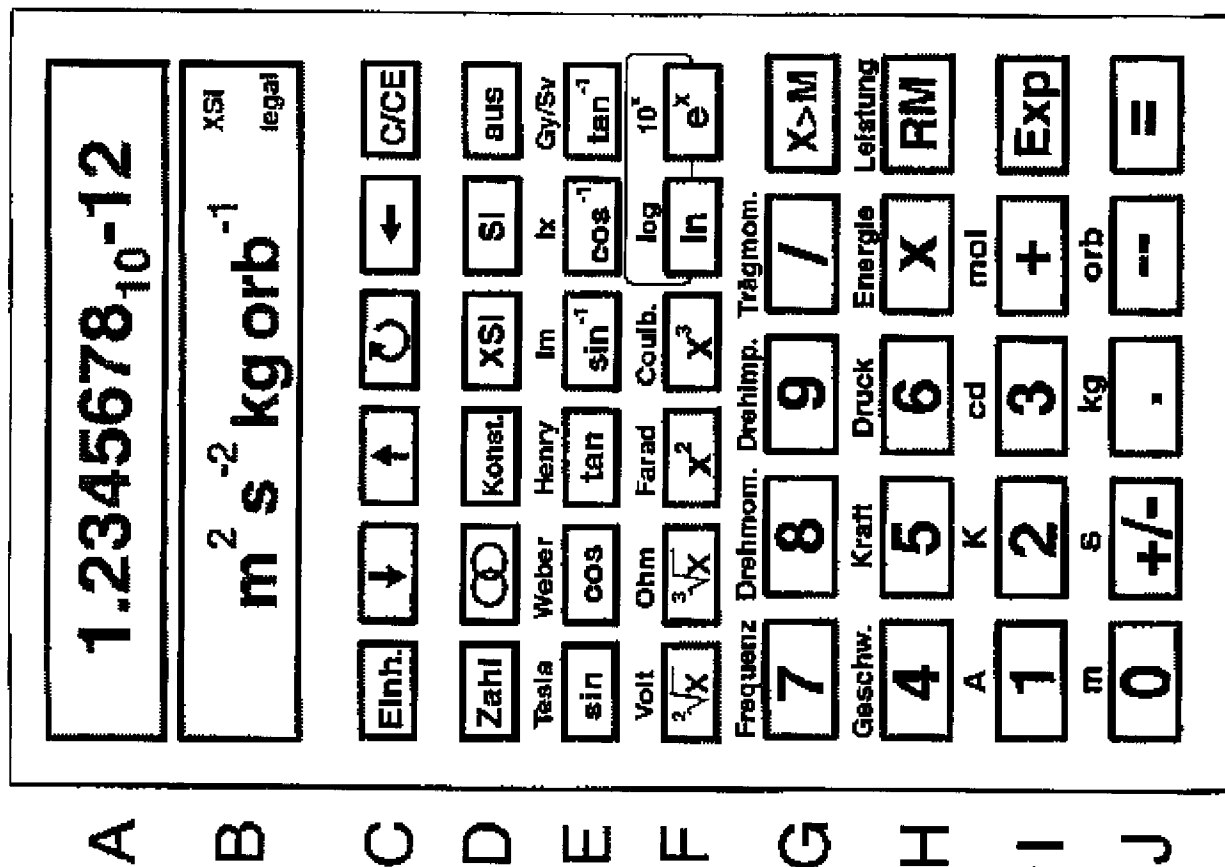 A 1.2345678₁₀-12
B m² s⁻² kg orb⁻¹ XSI legal
C Einh. ↓ ↑ ↻ ← C/CE
D Zahl Konst. XSI SI aus
Tesla Weber Henry lm lx Gy/Sv
E sin cos tan sin⁻¹ cos⁻¹ tan⁻¹
Volt Ohm Farad Coulb. log 10ˣ
F ²√x ³√x x² x³ ln eˣ
Frequenz Drehmom. Drehimp. Trägmom.
G 7 8 9 / X>M
Geschw. Kraft Druck Energie Leistung
H 4 5 6 X RM
A K cd mol
I 1 2 3 + Exp
m s kg orb
J 0 +/- . - =